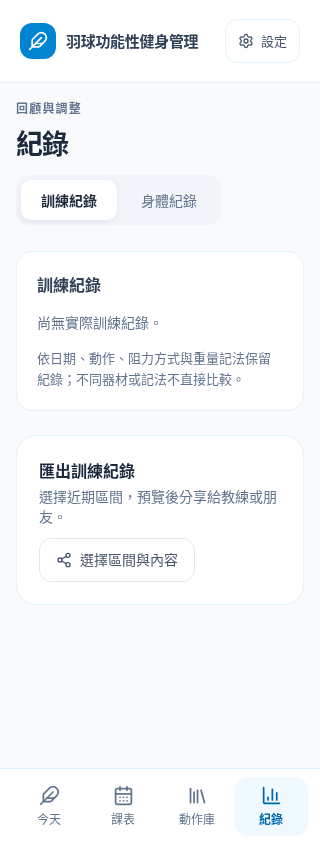 羽球功能性健身管理
設定
回顧與調整
紀錄
訓練紀錄
身體紀錄
訓練紀錄
尚無實際訓練紀錄。
依日期、動作、阻力方式與重量記法保留
紀錄；不同器材或記法不直接比較。
匯出訓練紀錄
選擇近期區間，預覽後分享給教練或朋
友。
選擇區間與內容
今天
課表
動作庫
紀錄